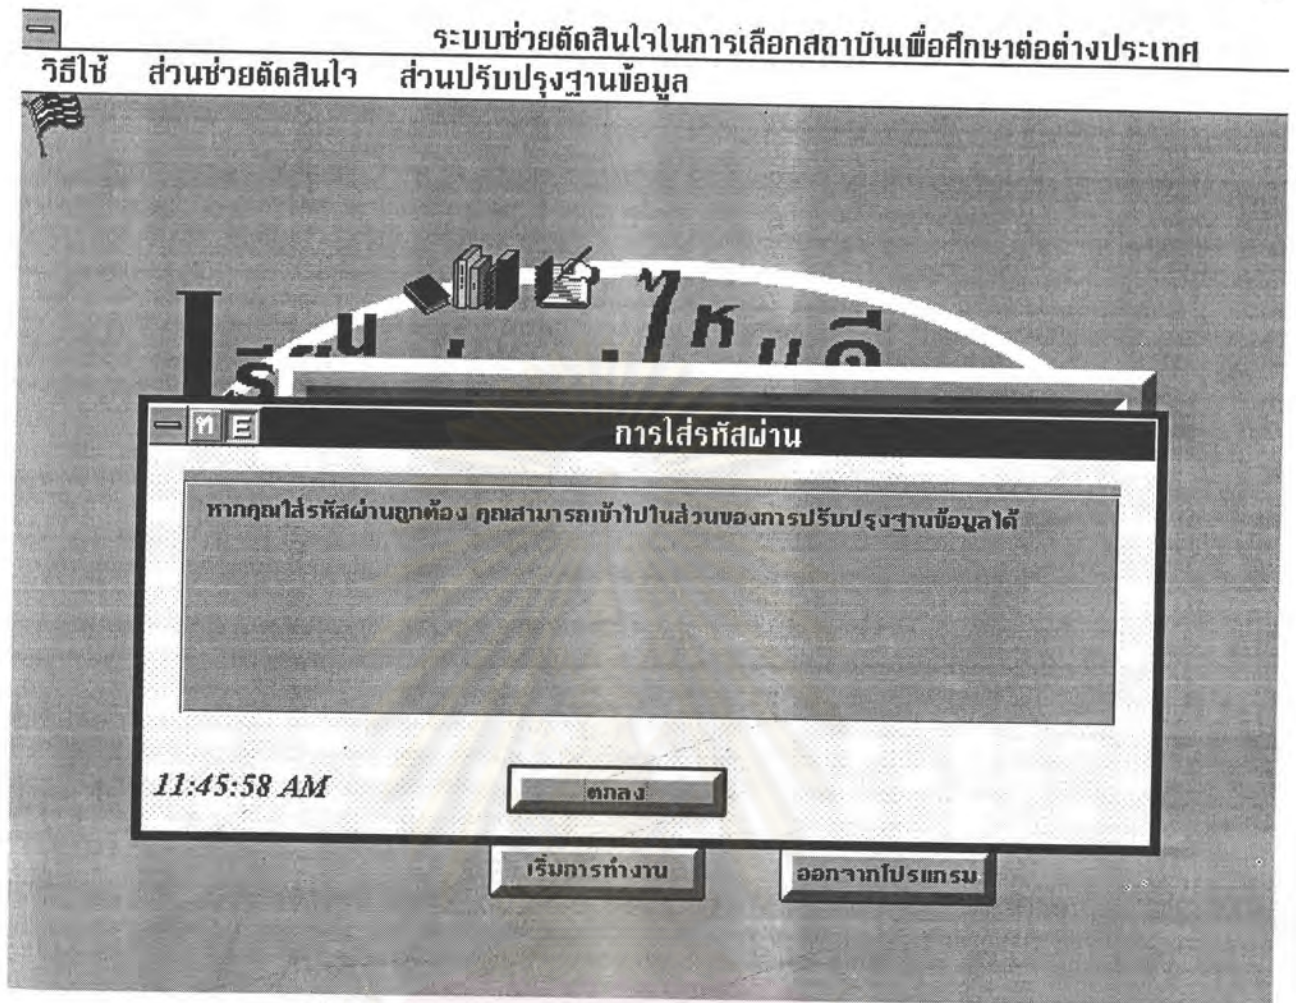 ระบบช่วยตัดสินใจในการเลือกสถาบันเพื่อศึกษาต่อต่างประเทศ
วิธีใช้ ส่วนช่วยตัดสินใจ ส่วนปรับปรุงฐานข้อมูล
เรียน ไหนดี
ก E การใส่รหัสผ่าน
หากคุณใส่รหัสผ่านถูกต้อง คุณสามารถเข้าไปในส่วนของการปรับปรุงฐานข้อมูลได้
11:45:58 AM ตกลง
เริ่มการทำงาน ออกจากโปรแกรม